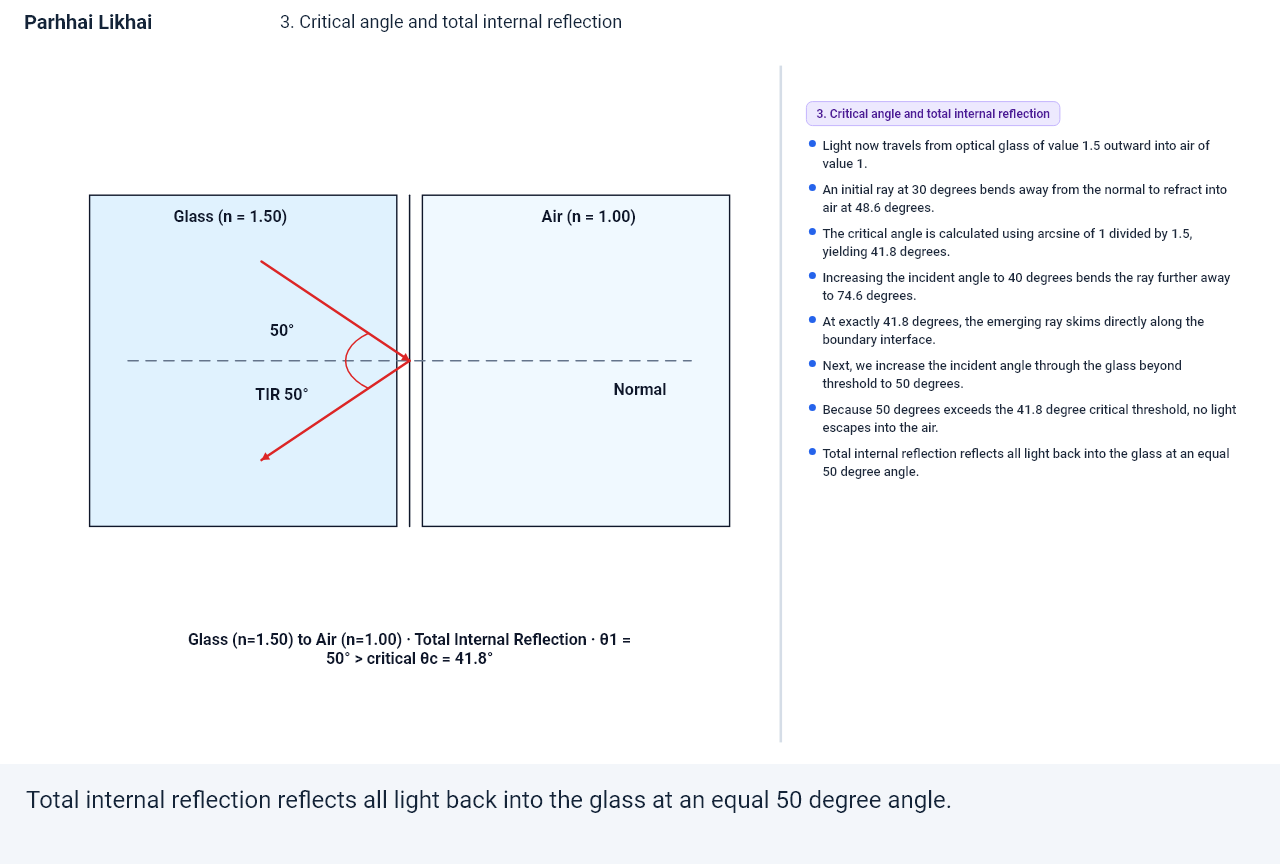 Parhhai Likhai
3. Critical angle and total internal reflection
Glass (n = 1.50)
Air (n = 1.00)
50°
TIR 50°
Normal
Glass (n=1.50) to Air (n=1.00) · Total Internal Reflection · θ1 =
50° > critical θc = 41.8°
3. Critical angle and total internal reflection
Light now travels from optical glass of value 1.5 outward into air of
value 1.
An initial ray at 30 degrees bends away from the normal to refract into
air at 48.6 degrees.
The critical angle is calculated using arcsine of 1 divided by 1.5,
yielding 41.8 degrees.
Increasing the incident angle to 40 degrees bends the ray further away
to 74.6 degrees.
At exactly 41.8 degrees, the emerging ray skims directly along the
boundary interface.
Next, we increase the incident angle through the glass beyond
threshold to 50 degrees.
Because 50 degrees exceeds the 41.8 degree critical threshold, no light
escapes into the air.
Total internal reflection reflects all light back into the glass at an equal
50 degree angle.
Total internal reflection reflects all light back into the glass at an equal 50 degree angle.